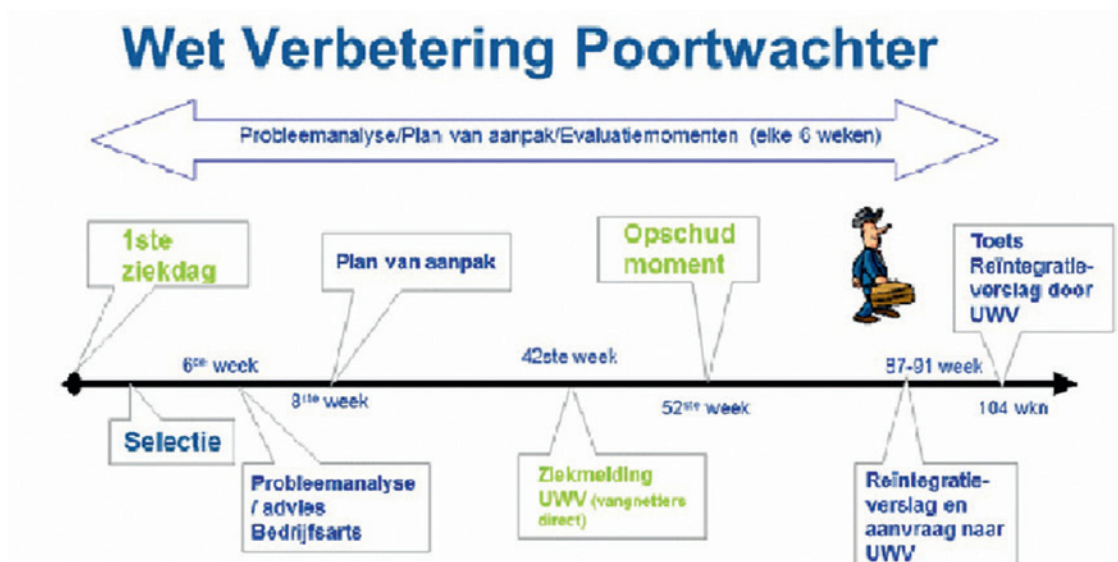 Wet Verbetering Poortwachter
Probleemanalyse/Plan van aanpak/Evaluatiemomenten (elke 6 weken)
1ste
ziekdag
Plan van aanpak
Opschud
moment
Toets
Reïntegratie-
verslag door
UWV
6de week
42ste week
87-91 week
8ste week
52ste week
104 wkn
Selectie
Probleemanalyse
/ advies
Bedrijfsarts
Ziekmelding
UWV (vangnetters
direct)
Reïntegratie-
verslag en
aanvraag naar
UWV